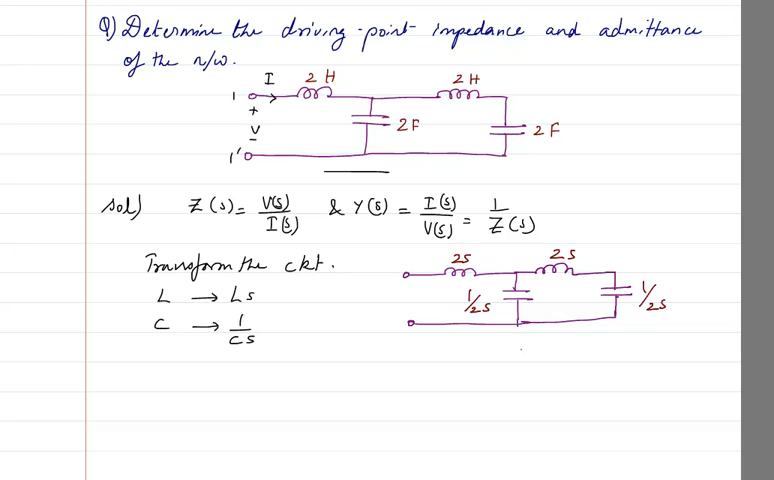 Q) Determine the driving-point impedance and admittance
of the n/w.
I 2 H 2 H
1
+
V
-
2F
2 F
1'
Sol) Z(s) = V(s)/I(s) & Y(s) = I(s)/V(s) = 1/Z(s)
Transform the ckt.
L → Ls
C → 1/Cs
2s 2s
1/2s 1/2s